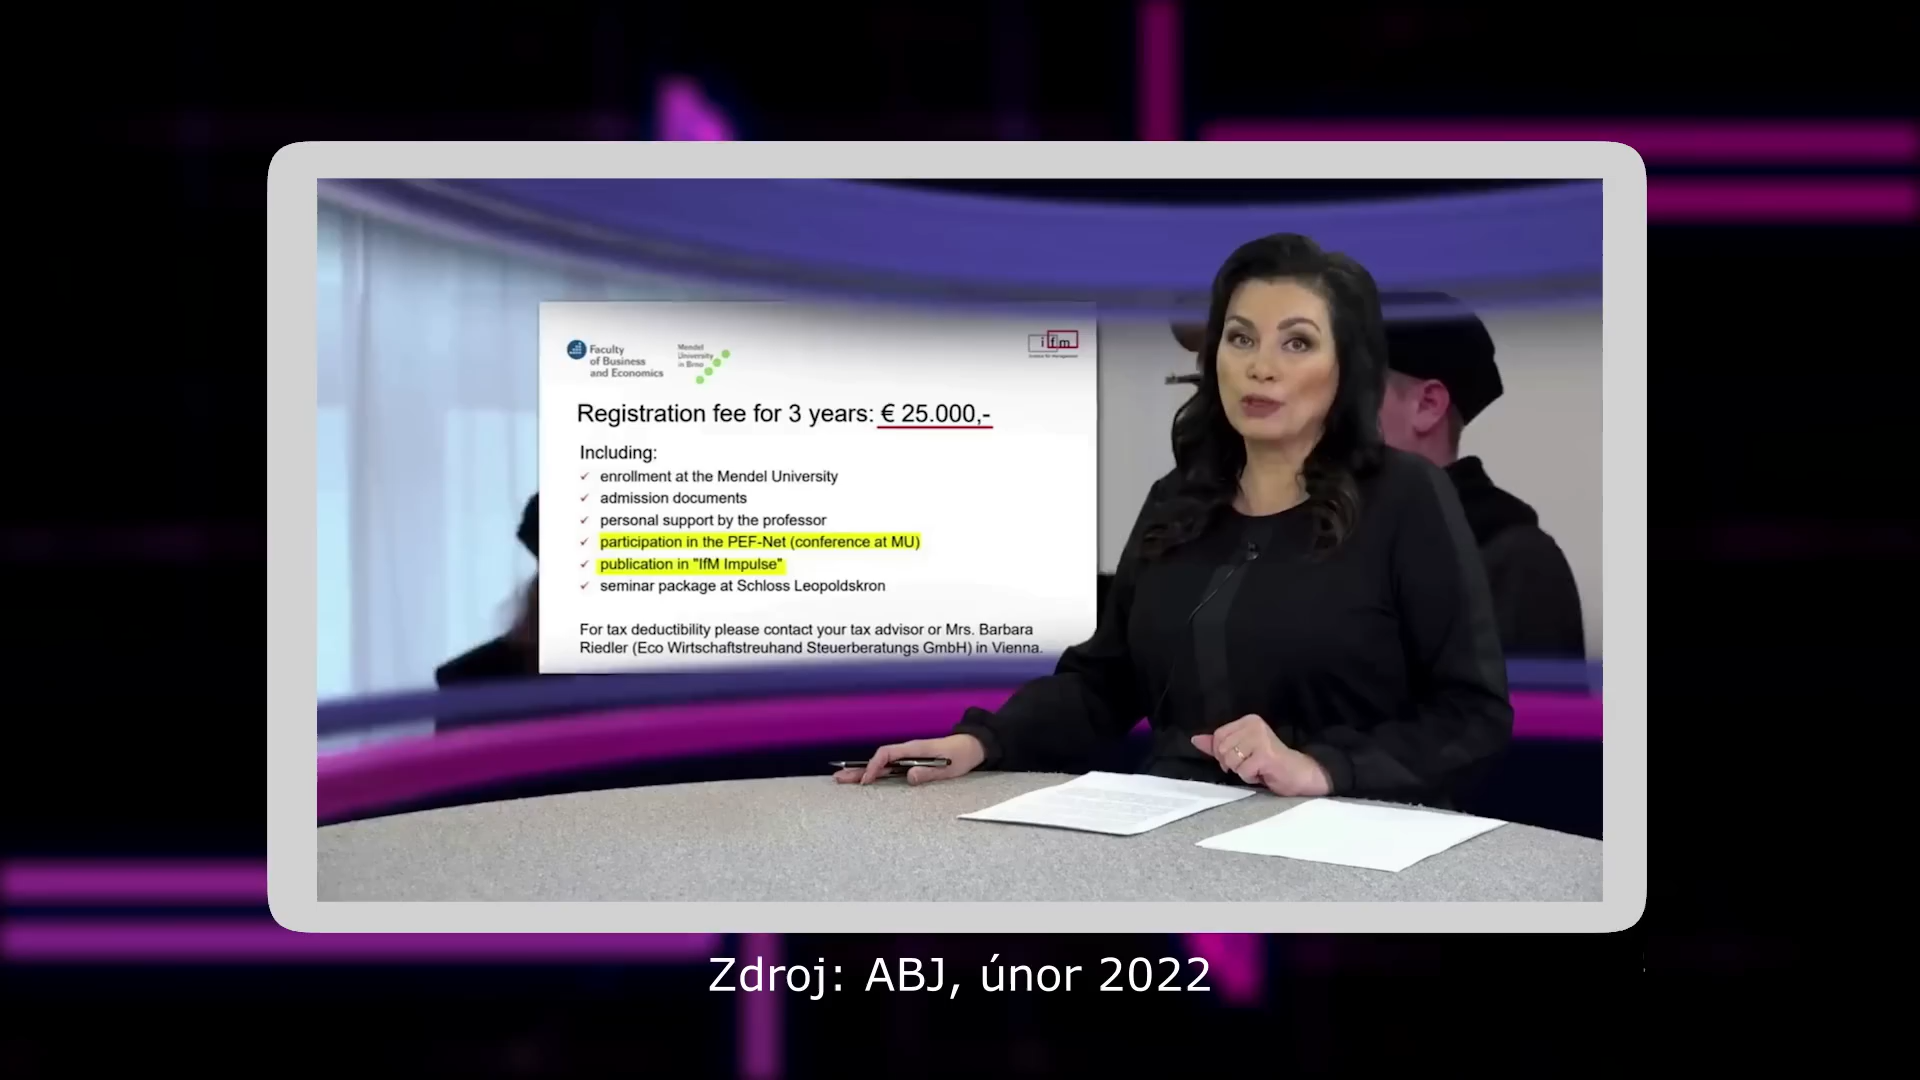 Faculty
of Business
and Economics
Mendel
University
in Brno
ifm
Registration fee for 3 years: € 25.000,-
Including:
✓ enrollment at the Mendel University
✓ admission documents
✓ personal support by the professor
✓ participation in the PEF-Net (conference at MU)
✓ publication in "IfM Impulse"
✓ seminar package at Schloss Leopoldskron
For tax deductibility please contact your tax advisor or Mrs. Barbara
Riedler (Eco Wirtschaftstreuhand Steuerberatungs GmbH) in Vienna.
Zdroj: ABJ, únor 2022